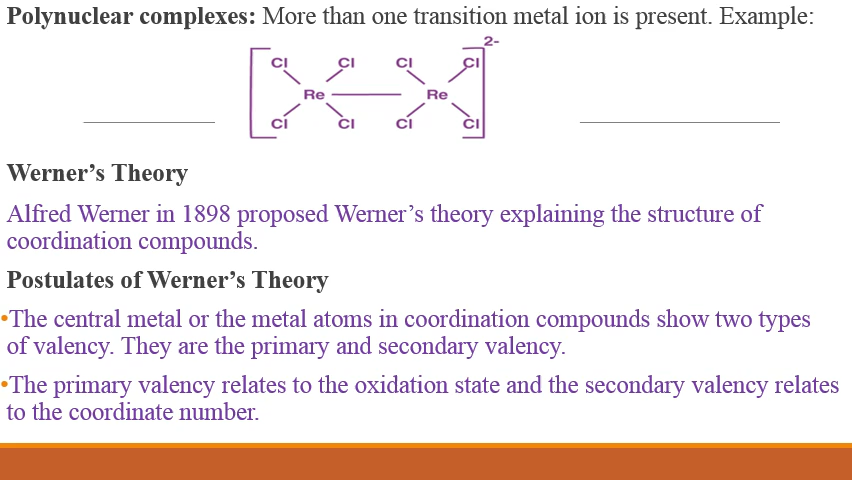 Polynuclear complexes: More than one transition metal ion is present. Example:
2-
Cl Cl Cl Cl
Re Re
Cl Cl Cl Cl
Werner’s Theory
Alfred Werner in 1898 proposed Werner’s theory explaining the structure of
coordination compounds.
Postulates of Werner’s Theory
•The central metal or the metal atoms in coordination compounds show two types
of valency. They are the primary and secondary valency.
•The primary valency relates to the oxidation state and the secondary valency relates
to the coordinate number.